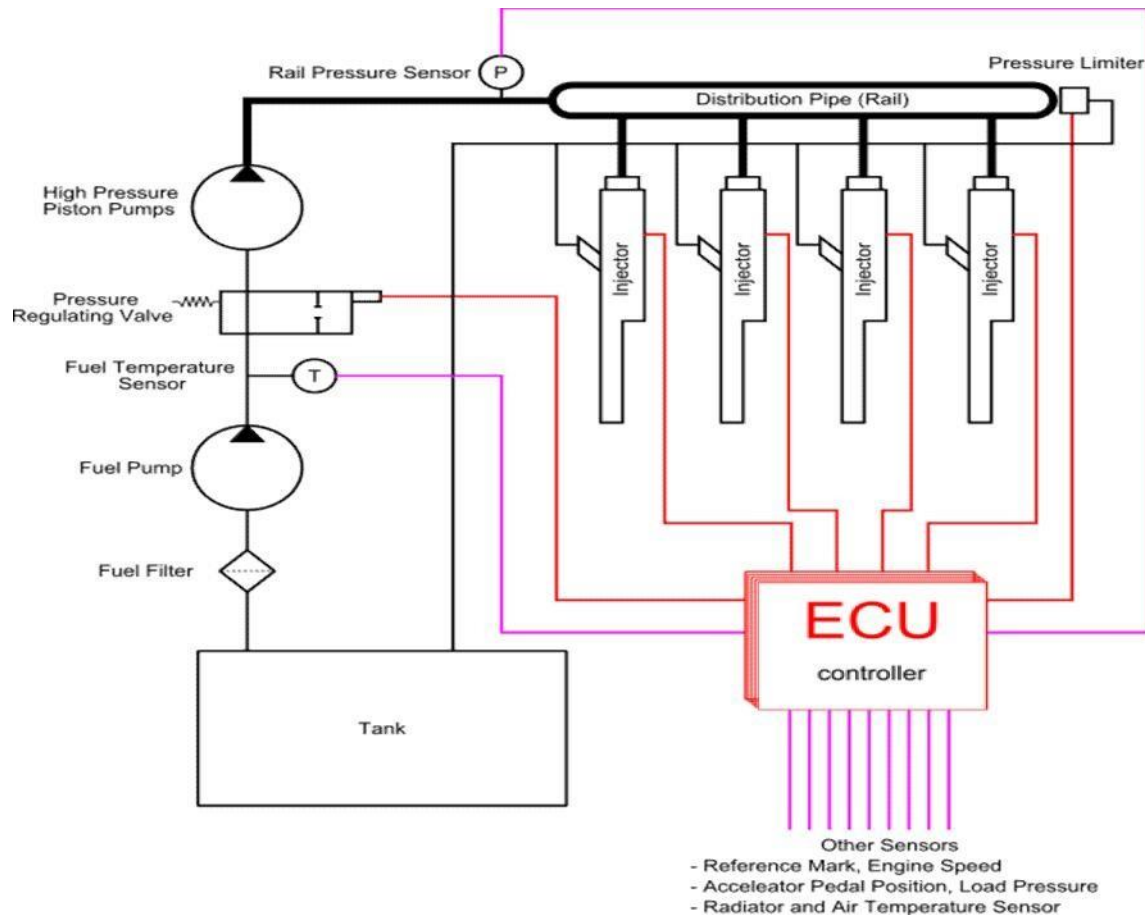 Rail Pressure Sensor
P
Pressure Limiter
Distribution Pipe (Rail)
High Pressure
Piston Pumps
Injector
Injector
Injector
Injector
Pressure
Regulating Valve
Fuel Temperature
Sensor
T
Fuel Pump
Fuel Filter
ECU
controller
Tank
Other Sensors
- Reference Mark, Engine Speed
- Acceleator Pedal Position, Load Pressure
- Radiator and Air Temperature Sensor